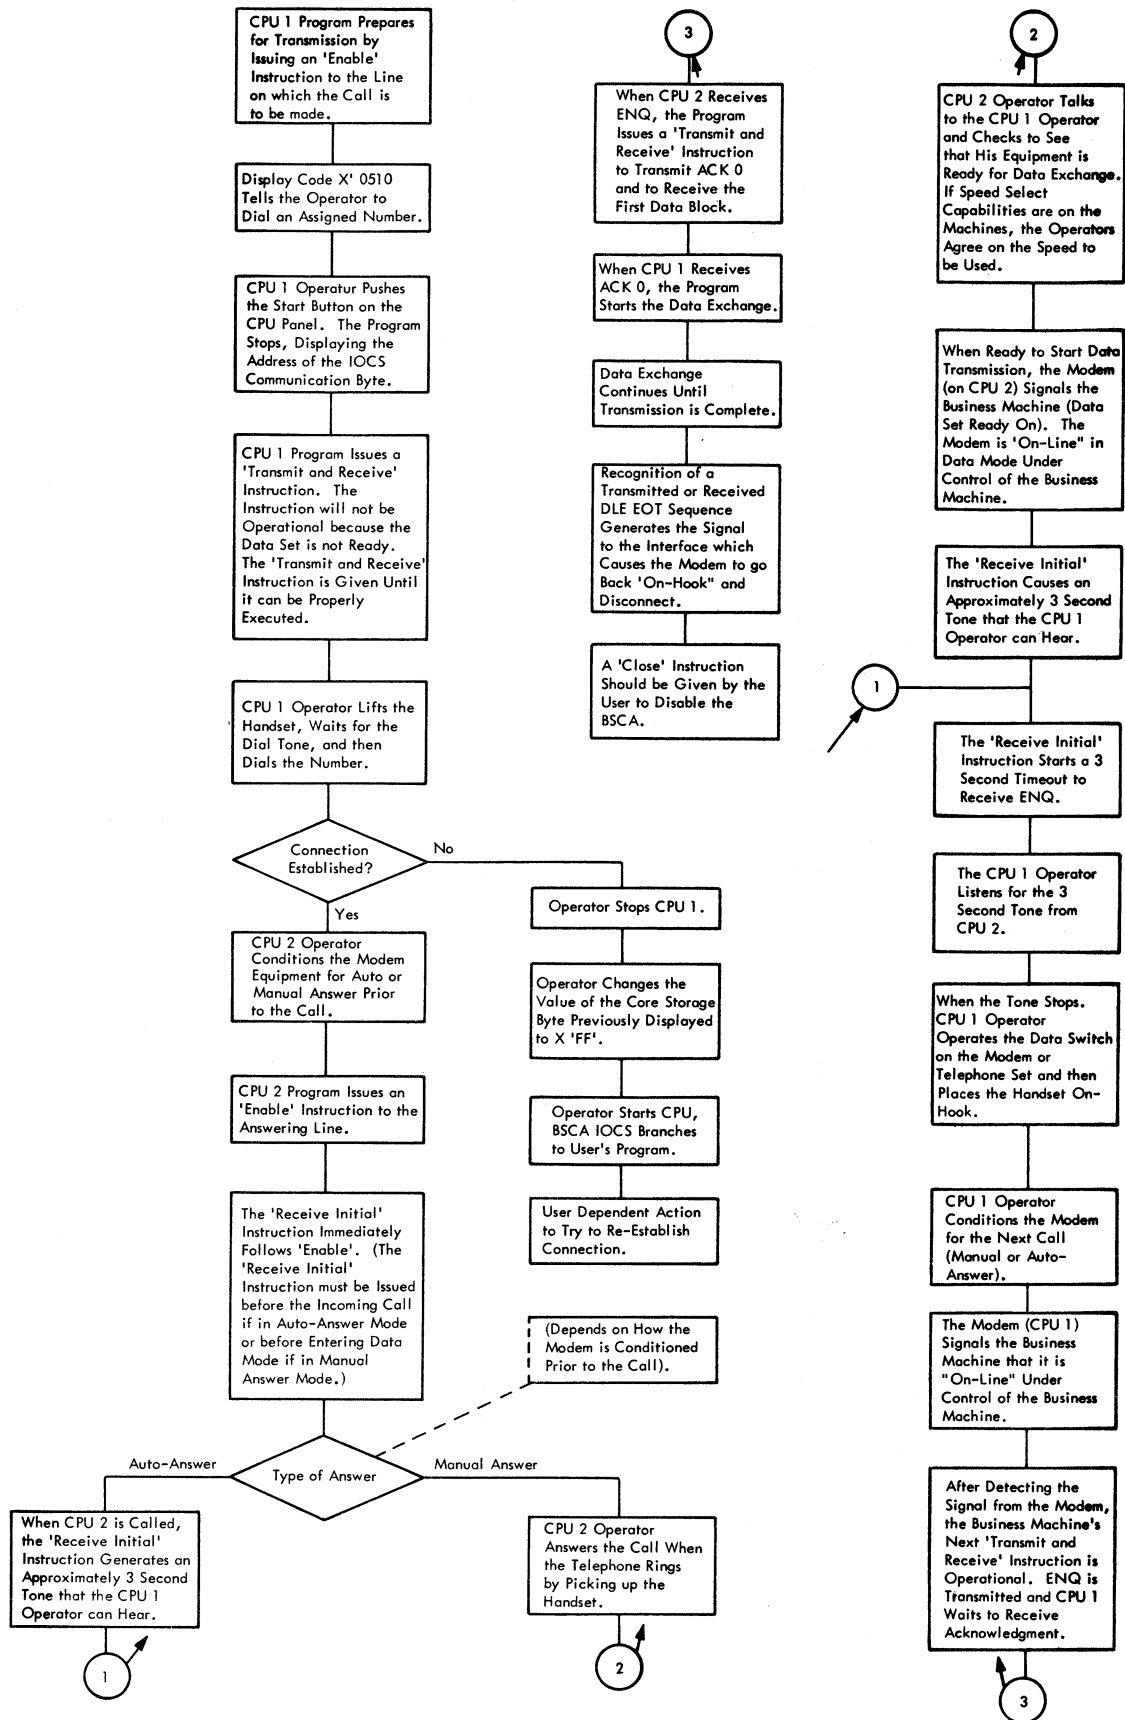 CPU 1 Program Prepares
for Transmission by
Issuing an 'Enable'
Instruction to the Line
on which the Call is
to be made.
Display Code X' 0510
Tells the Operator to
Dial an Assigned Number.
CPU 1 Operatur Pushes
the Start Button on the
CPU Panel. The Program
Stops, Displaying the
Address of the IOCS
Communication Byte.
CPU 1 Program Issues a
'Transmit and Receive'
Instruction. The
Instruction will not be
Operational because the
Data Set is not Ready.
The 'Transmit and Receive'
Instruction is Given Until
it can be Properly
Executed.
CPU 1 Operator Lifts the
Handset, Waits for the
Dial Tone, and then
Dials the Number.
Connection
Established?
No
Yes
CPU 2 Operator
Conditions the Modem
Equipment for Auto or
Manual Answer Prior
to the Call.
CPU 2 Program Issues an
'Enable' Instruction to the
Answering Line.
The 'Receive Initial'
Instruction Immediately
Follows 'Enable'. (The
'Receive Initial'
Instruction must be Issued
before the Incoming Call
if in Auto-Answer Mode
or before Entering Data
Mode if in Manual
Answer Mode.)
Auto-Answer
Type of Answer
Manual Answer
When CPU 2 is Called,
the 'Receive Initial'
Instruction Generates an
Approximately 3 Second
Tone that the CPU 1
Operator can Hear.
1
Operator Stops CPU 1.
Operator Changes the
Value of the Core Storage
Byte Previously Displayed
to X 'FF'.
Operator Starts CPU,
BSCA IOCS Branches
to User's Program.
User Dependent Action
to Try to Re-Establish
Connection.
(Depends on How the
Modem is Conditioned
Prior to the Call).
CPU 2 Operator
Answers the Call When
the Telephone Rings
by Picking up the
Handset.
2
3
When CPU 2 Receives
ENQ, the Program
Issues a 'Transmit and
Receive' Instruction
to Transmit ACK 0
and to Receive the
First Data Block.
When CPU 1 Receives
ACK 0, the Program
Starts the Data Exchange.
Data Exchange
Continues Until
Transmission is Complete.
Recognition of a
Transmitted or Received
DLE EOT Sequence
Generates the Signal
to the Interface which
Causes the Modem to go
Back 'On-Hook" and
Disconnect.
A 'Close' Instruction
Should be Given by the
User to Disable the
BSCA.
2
CPU 2 Operator Talks
to the CPU 1 Operator
and Checks to See
that His Equipment is
Ready for Data Exchange.
If Speed Select
Capabilities are on the
Machines, the Operators
Agree on the Speed to
be Used.
When Ready to Start Data
Transmission, the Modem
(on CPU 2) Signals the
Business Machine (Data
Set Ready On). The
Modem is 'On-Line" in
Data Mode Under
Control of the Business
Machine.
The 'Receive Initial'
Instruction Causes an
Approximately 3 Second
Tone that the CPU 1
Operator can Hear.
1
The 'Receive Initial'
Instruction Starts a 3
Second Timeout to
Receive ENQ.
The CPU 1 Operator
Listens for the 3
Second Tone from
CPU 2.
When the Tone Stops.
CPU 1 Operator
Operates the Data Switch
on the Modem or
Telephone Set and then
Places the Handset On-
Hook.
CPU 1 Operator
Conditions the Modem
for the Next Call
(Manual or Auto-
Answer).
The Modem (CPU 1)
Signals the Business
Machine that it is
"On-Line" Under
Control of the Business
Machine.
After Detecting the
Signal from the Modem,
the Business Machine's
Next 'Transmit and
Receive' Instruction is
Operational. ENQ is
Transmitted and CPU 1
Waits to Receive
Acknowledgment.
3